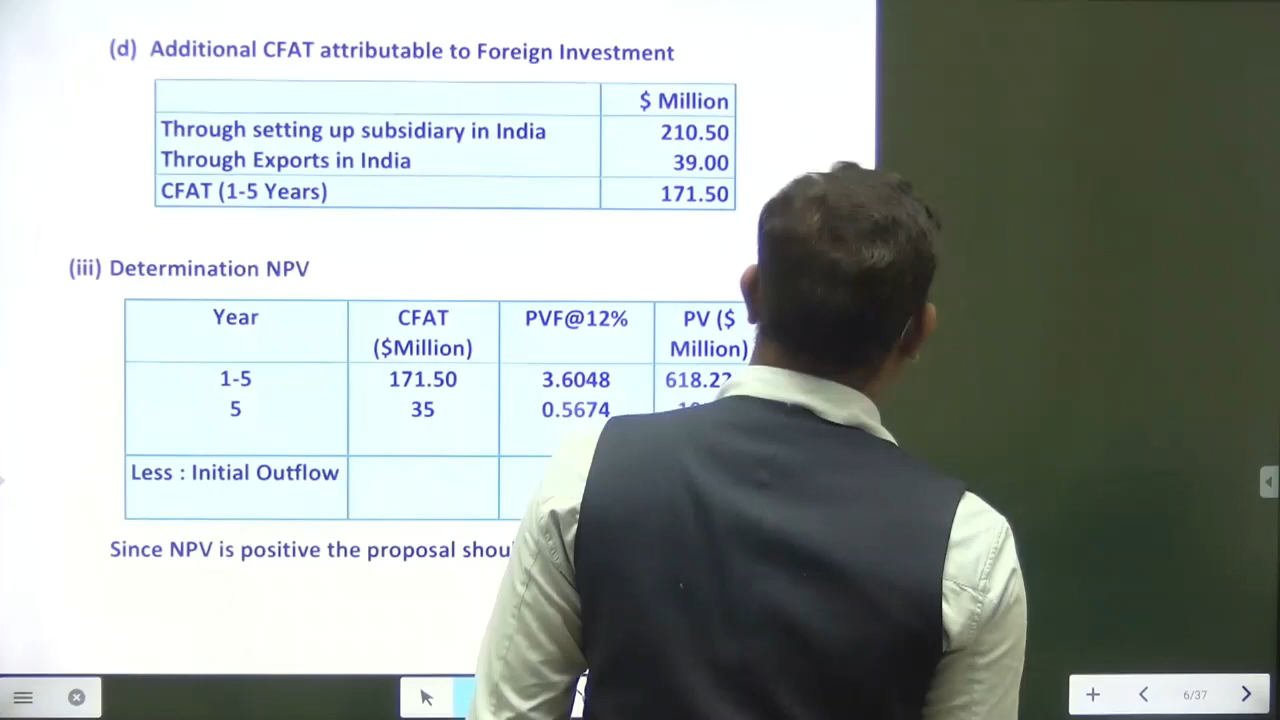 (d) Additional CFAT attributable to Foreign Investment
$ Million
Through setting up subsidiary in India 210.50
Through Exports in India 39.00
CFAT (1-5 Years) 171.50
(iii) Determination NPV
Year CFAT ($Million) PVF@12% PV ($ Million)
1-5 171.50 3.6048
5 35 0.5674
Less : Initial Outflow
Since NPV is positive the proposal
6/37